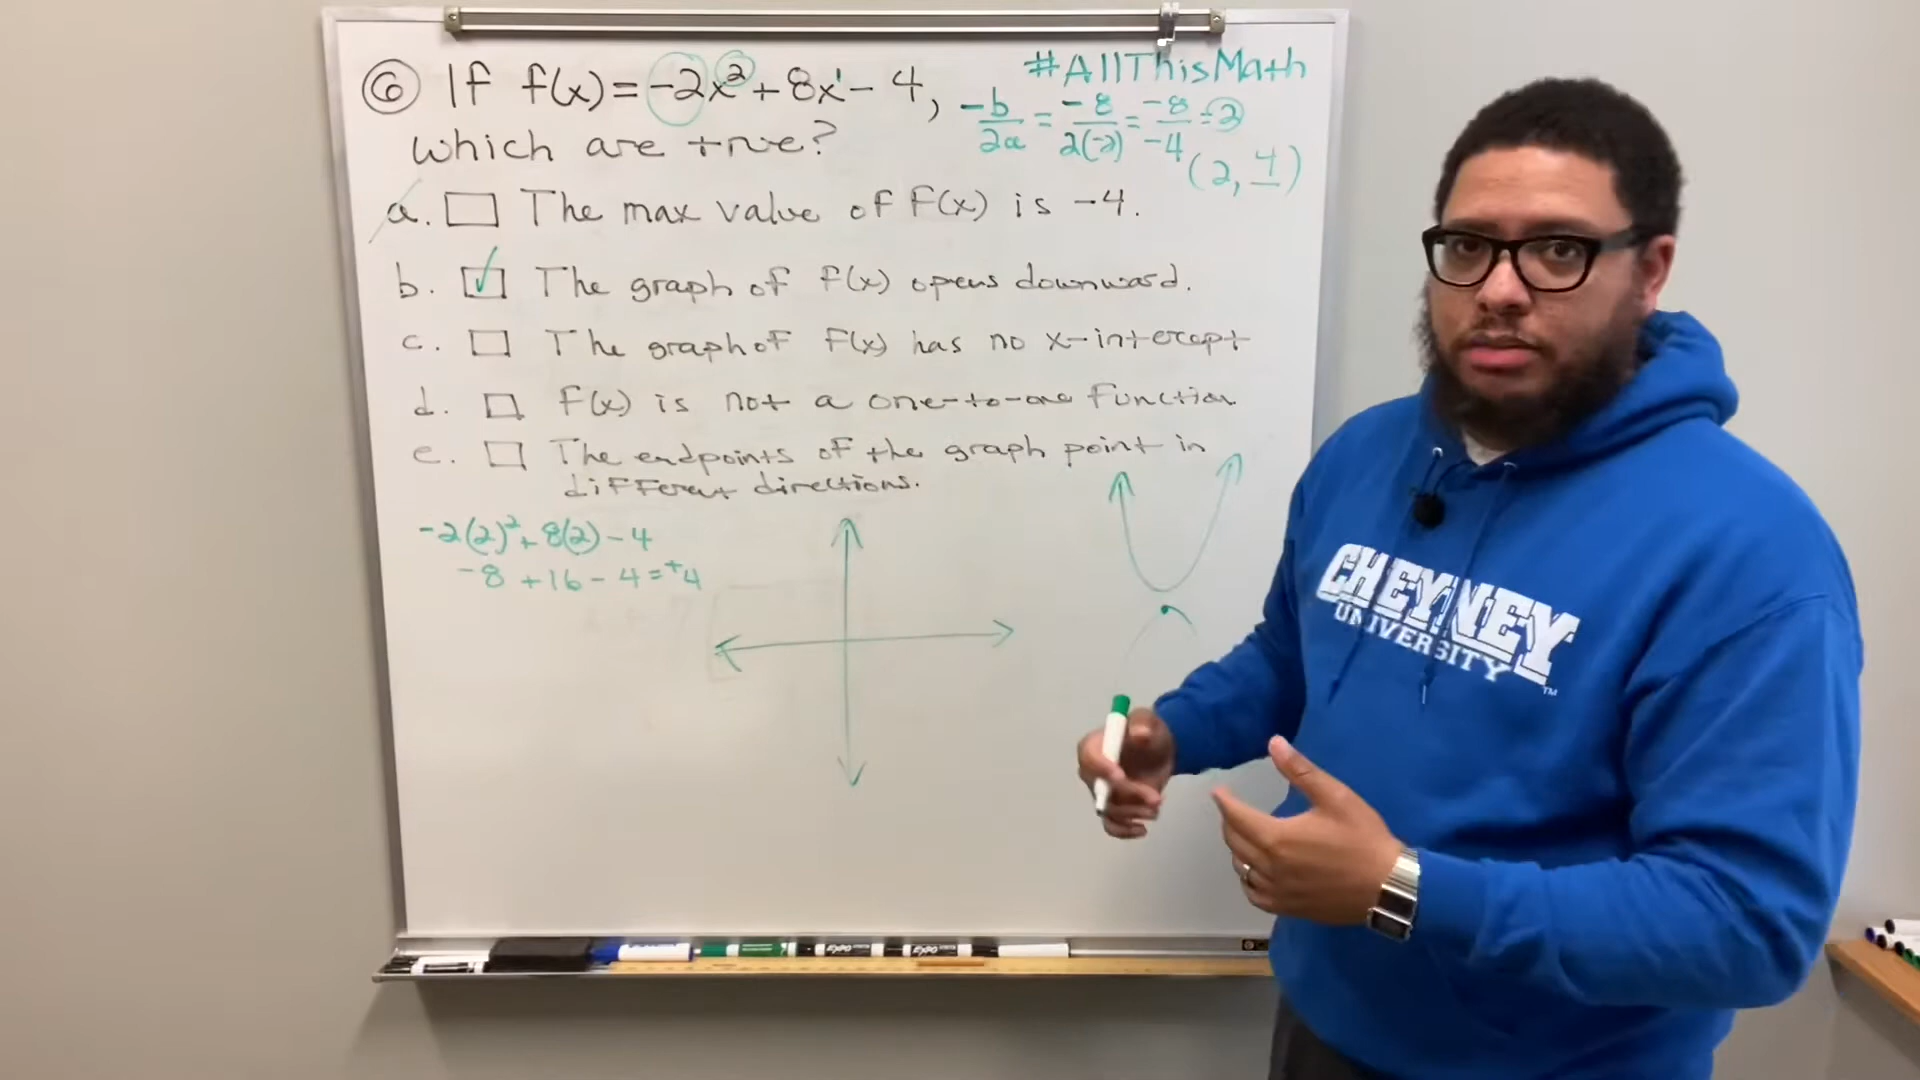 ⑥ If f(x) = -2x² + 8x¹ - 4,
which are true?
#AllThisMath
-b/2a = -8/2(-2) = -8/-4 = 2
(2, 4)
a. The max value of f(x) is -4.
b. ✓ The graph of f(x) opens downward.
c. The graph of f(x) has no x-intercept
d. f(x) is not a one-to-one function
e. The endpoints of the graph point in
different directions.
-2(2)² + 8(2) - 4
-8 + 16 - 4 = +4
CHEYNEY
UNIVERSITY
TM
EXPO
EXPO